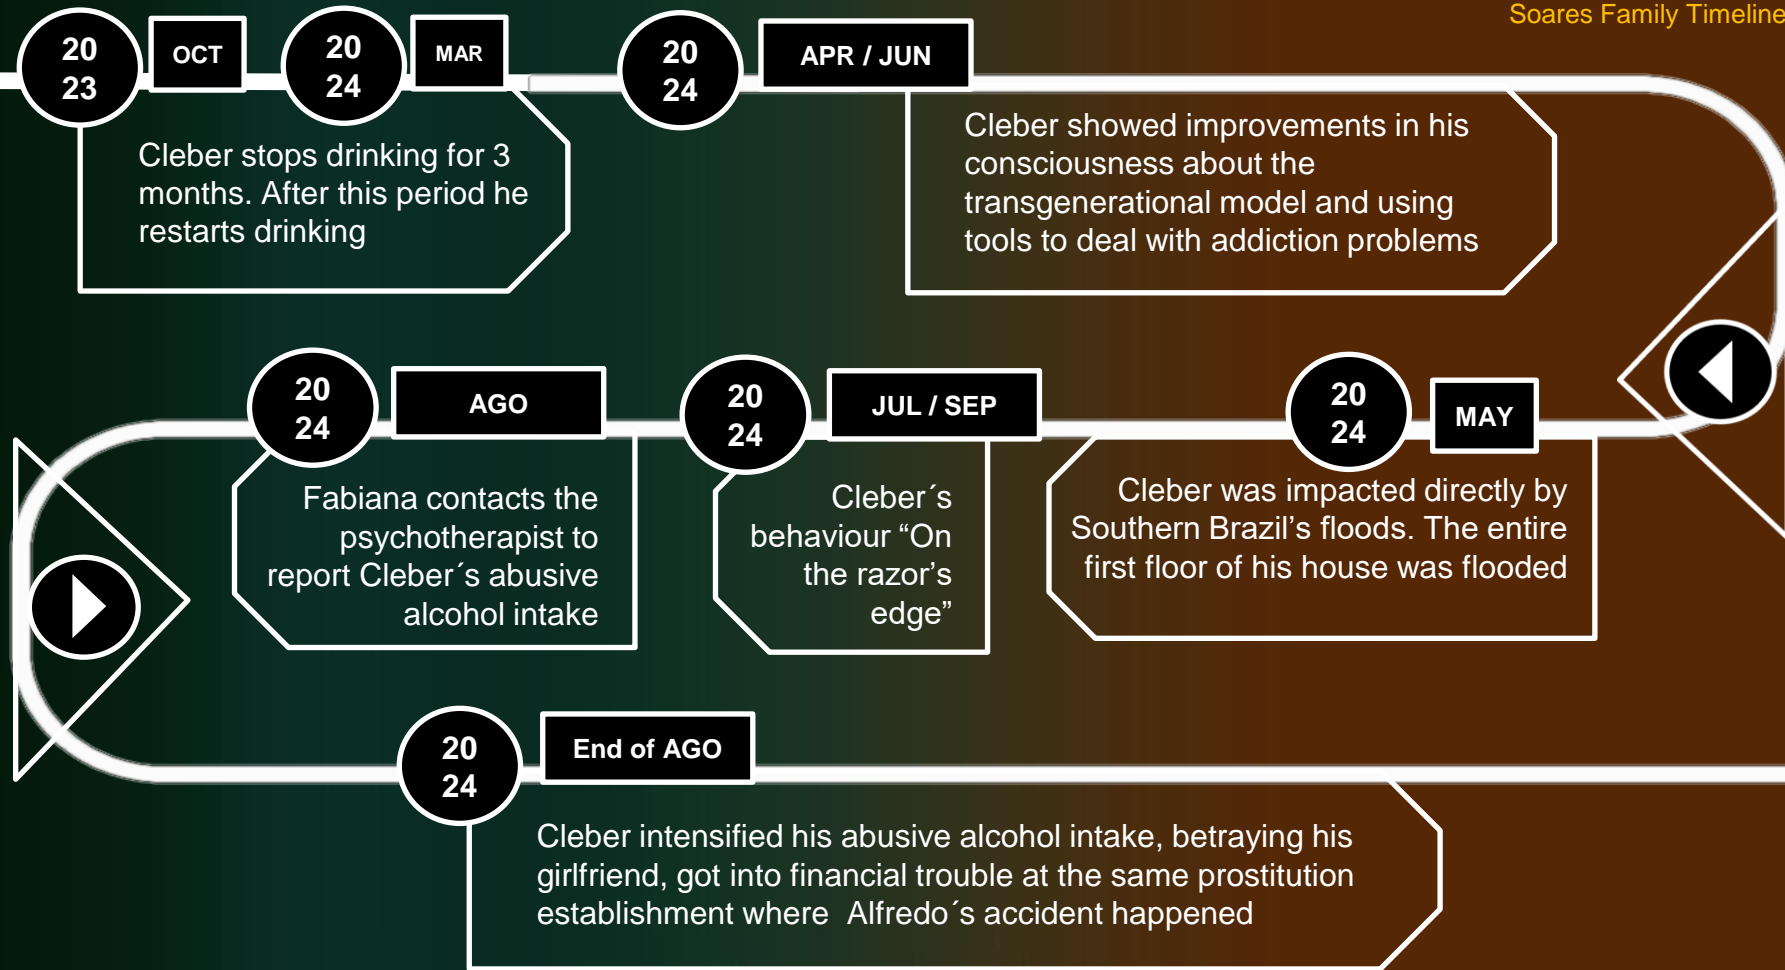 Soares Family Timeline
20
23
OCT
20
24
MAR
Cleber stops drinking for 3
months. After this period he
restarts drinking
20
24
APR / JUN
Cleber showed improvements in his
consciousness about the
transgenerational model and using
tools to deal with addiction problems
20
24
MAY
Cleber was impacted directly by
Southern Brazil’s floods. The entire
first floor of his house was flooded
20
24
JUL / SEP
Cleber´s
behaviour “On
the razor’s
edge”
20
24
AGO
Fabiana contacts the
psychotherapist to
report Cleber´s abusive
alcohol intake
20
24
End of AGO
Cleber intensified his abusive alcohol intake, betraying his
girlfriend, got into financial trouble at the same prostitution
establishment where Alfredo´s accident happened